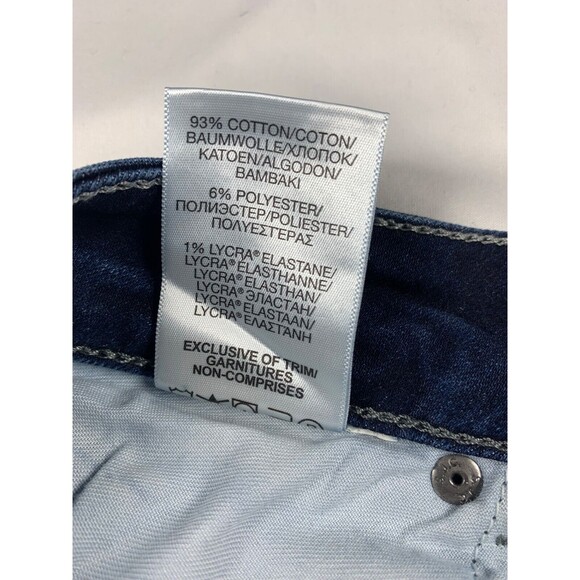 93% COTTON/COTON/
BAUMWOLLE/ХЛОПОК/
KATOEN/ALGODON/
BAMBAKI
6% POLYESTER/
ПОЛИЭСТЕР/POLIESTER/
ΠΟΛΥΕΣΤΕΡΑΣ
1% LYCRA® ELASTANE/
LYCRA® ELASTHANNE/
LYCRA® ELASTHAN/
LYCRA® ЭЛАСТАН/
LYCRA® ELASTAAN/
LYCRA® ΕΛΑΣΤΑΝΗ
EXCLUSIVE OF TRIM/
GARNITURES
NON-COMPRISES